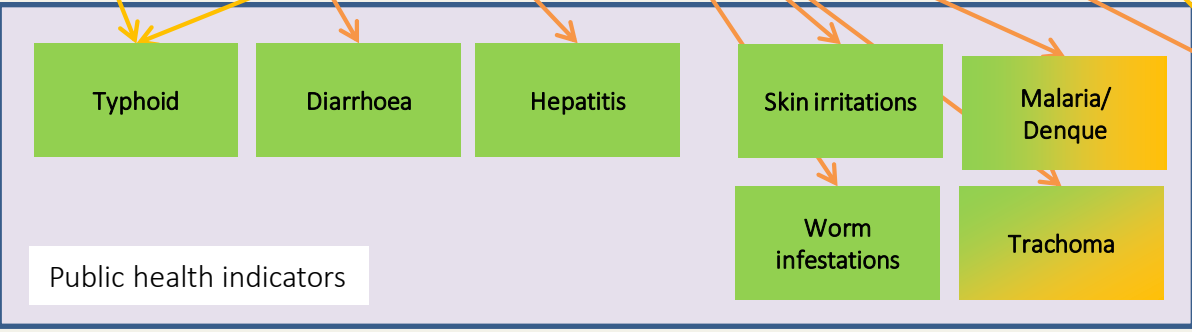 Typhoid
Diarrhoea
Hepatitis
Skin irritations
Malaria/
Denque
Worm
infestations
Trachoma
Public health indicators